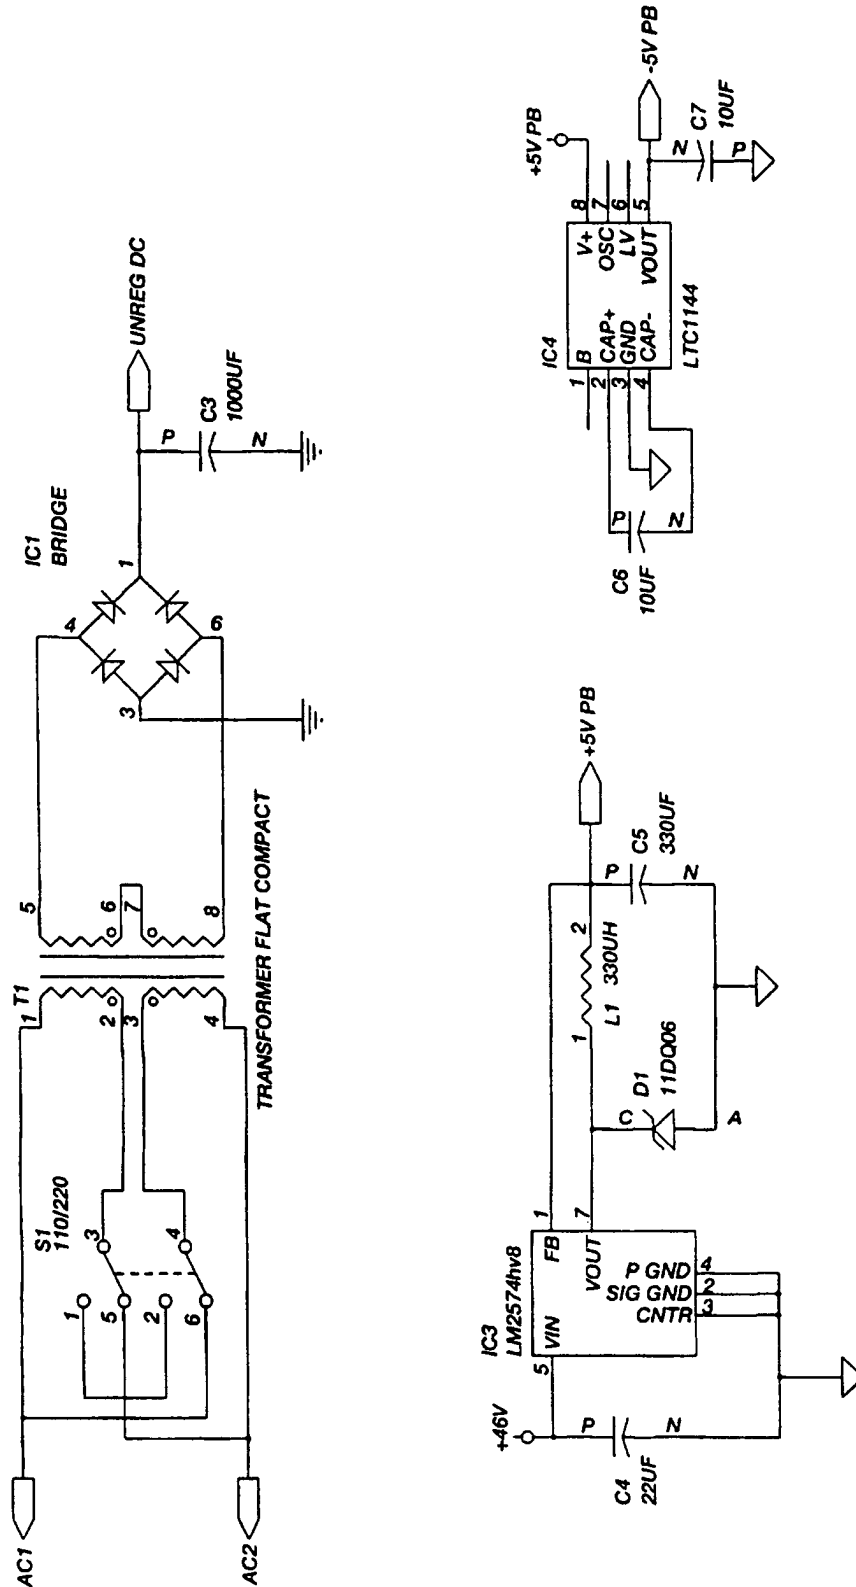 AC1
AC2
S1
110/220
1
5
2
6
3
4
T1
1
2
3
4
5
6
7
8
TRANSFORMER FLAT COMPACT
IC1
BRIDGE
4
1
3
6
P
N
C3
1000UF
UNREG DC
+46V
P
N
C4
22UF
IC3
LM2574hv8
5
VIN
FB
1
VOUT
7
P GND
4
SIG GND
2
CNTR
3
C
D1
11DQ06
A
1
2
L1
330UH
P
N
C5
330UF
+5V PB
C6
10UF
P
N
IC4
1
B
2
CAP+
3
GND
4
CAP-
V+
8
OSC
7
LV
6
VOUT
5
LTC1144
+5V PB
-5V PB
N
P
C7
10UF